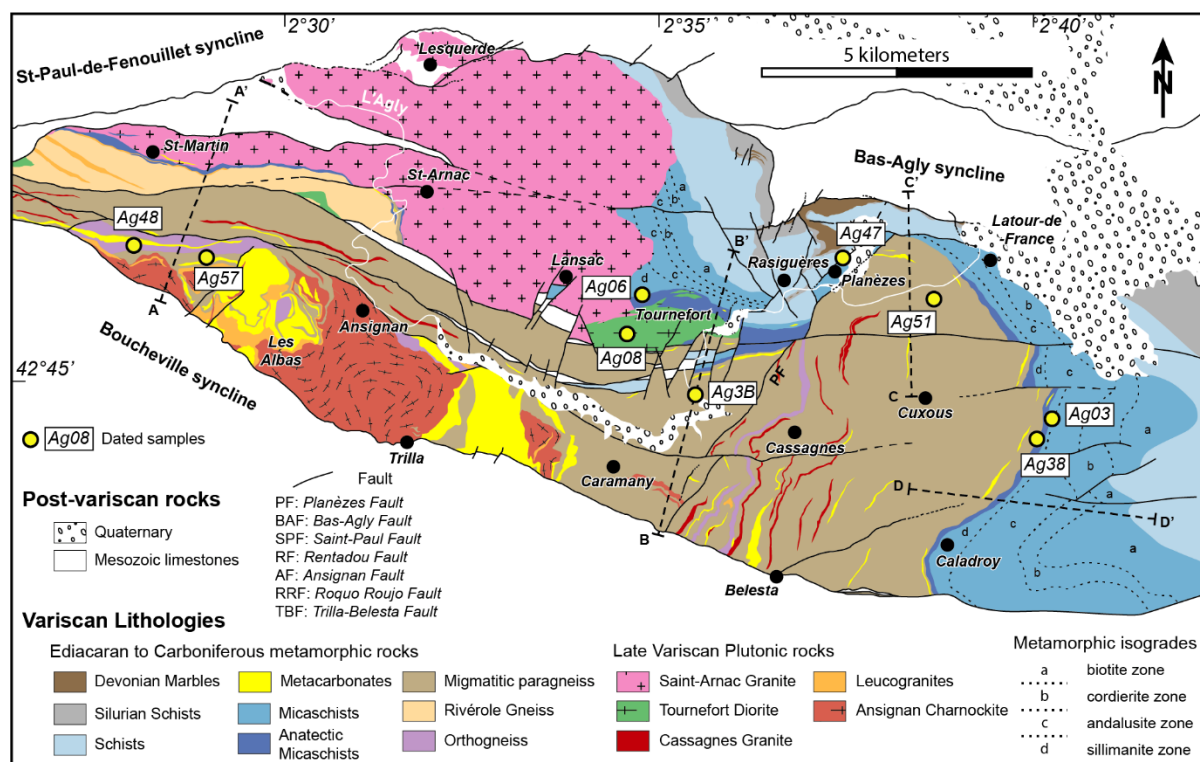 2°30'
2°35'
2°40'
St-Paul-de-Fenouillet syncline
Lesquerde
5 kilometers
N
A'
L'Agly
St-Martin
St-Arnac
Bas-Agly syncline
C'
a
b
c
Ag48
Ag57
Lansac
Ag06
d
c
b
a
B'
Rasiguères
Ag47
Planèzes
Latour-de
-France
A
Ansignan
Tournefort
Ag08
Ag51
Les
Albas
Boucheville syncline
42°45'
PF
Ag3B
C
Cuxous
d
c
b
a
Ag03
Ag38
Trilla
Cassagnes
Caramany
D
D'
B
Belesta
Caladroy
d
c
b
a
c
b
a
Ag08
Dated samples
Fault
PF: Planèzes Fault
BAF: Bas-Agly Fault
SPF: Saint-Paul Fault
RF: Rentadou Fault
AF: Ansignan Fault
RRF: Roquo Roujo Fault
TBF: Trilla-Belesta Fault
Post-variscan rocks
Quaternary
Mesozoic limestones
Variscan Lithologies
Ediacaran to Carboniferous metamorphic rocks
Devonian Marbles
Silurian Schists
Schists
Metacarbonates
Micaschists
Anatectic
Micaschists
Migmatitic paragneiss
Rivérole Gneiss
Orthogneiss
Late Variscan Plutonic rocks
Saint-Arnac Granite
Tournefort Diorite
Cassagnes Granite
Leucogranites
Ansignan Charnockite
Metamorphic isogrades
a biotite zone
b cordierite zone
c andalusite zone
d sillimanite zone